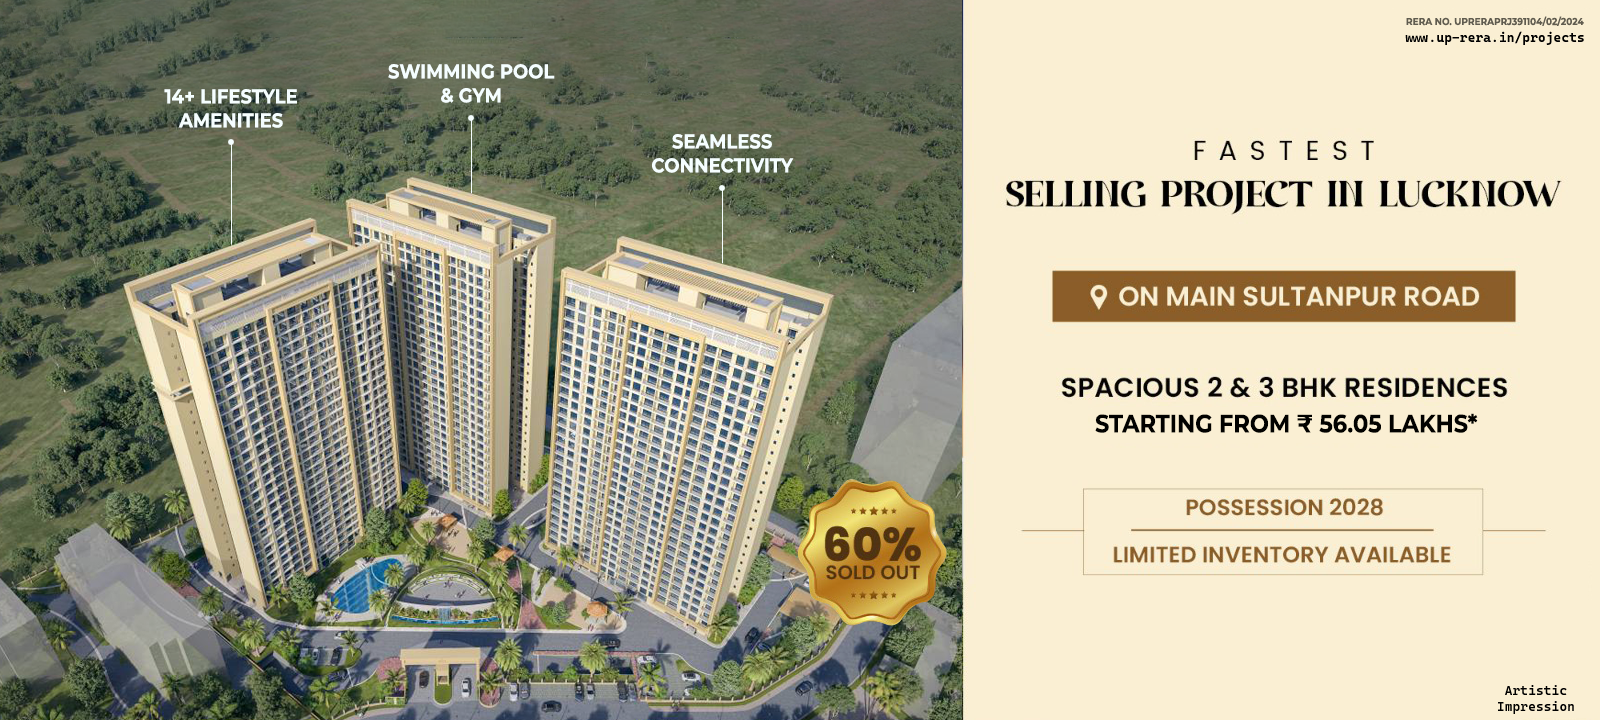 14+ LIFESTYLE
AMENITIES
SWIMMING POOL
& GYM
SEAMLESS
CONNECTIVITY
60%
SOLD OUT
RERA NO. UPRERAPRJ391104/02/2024
www.up-rera.in/projects
FASTEST
SELLING PROJECT IN LUCKNOW
ON MAIN SULTANPUR ROAD
SPACIOUS 2 & 3 BHK RESIDENCES
STARTING FROM ₹ 56.05 LAKHS*
POSSESSION 2028
LIMITED INVENTORY AVAILABLE
Artistic
Impression